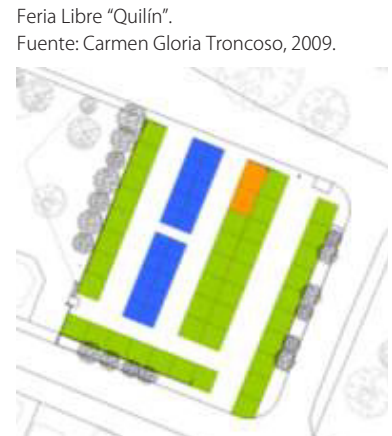 Feria Libre “Quilín”.
Fuente: Carmen Gloria Troncoso, 2009.